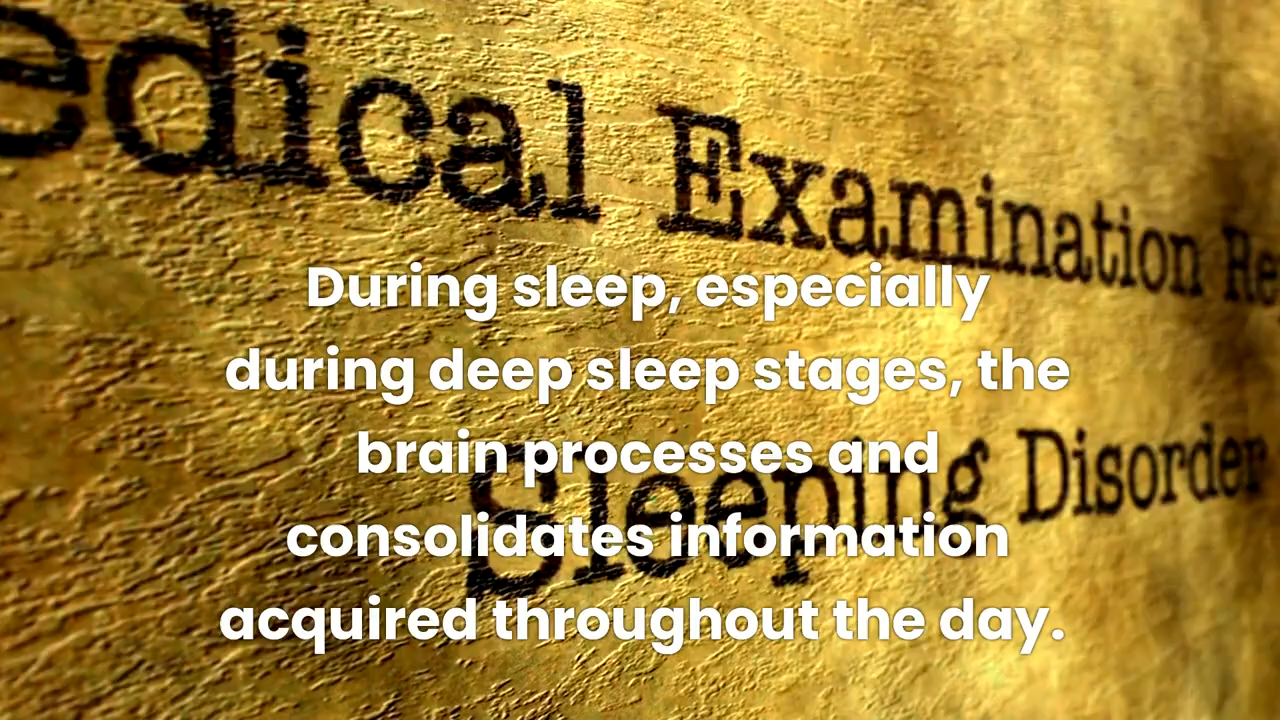 edical Examination Re
During sleep, especially
during deep sleep stages, the
brain processes and
Sleeping Disorder
consolidates information
acquired throughout the day.